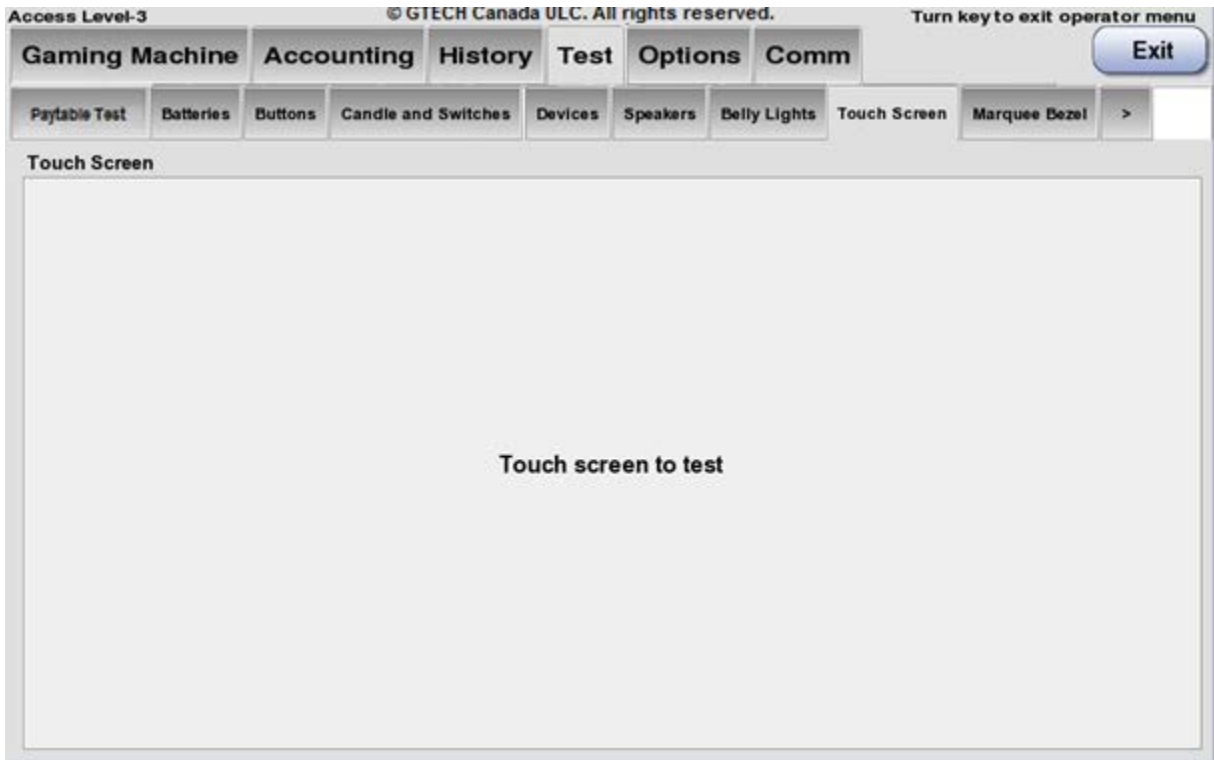 Access Level-3 © GTECH Canada ULC. All rights reserved. Turn key to exit operator menu
Gaming Machine Accounting History Test Options Comm Exit
Paytable Test Batteries Buttons Candle and Switches Devices Speakers Belly Lights Touch Screen Marquee Bezel >
Touch Screen
Touch screen to test